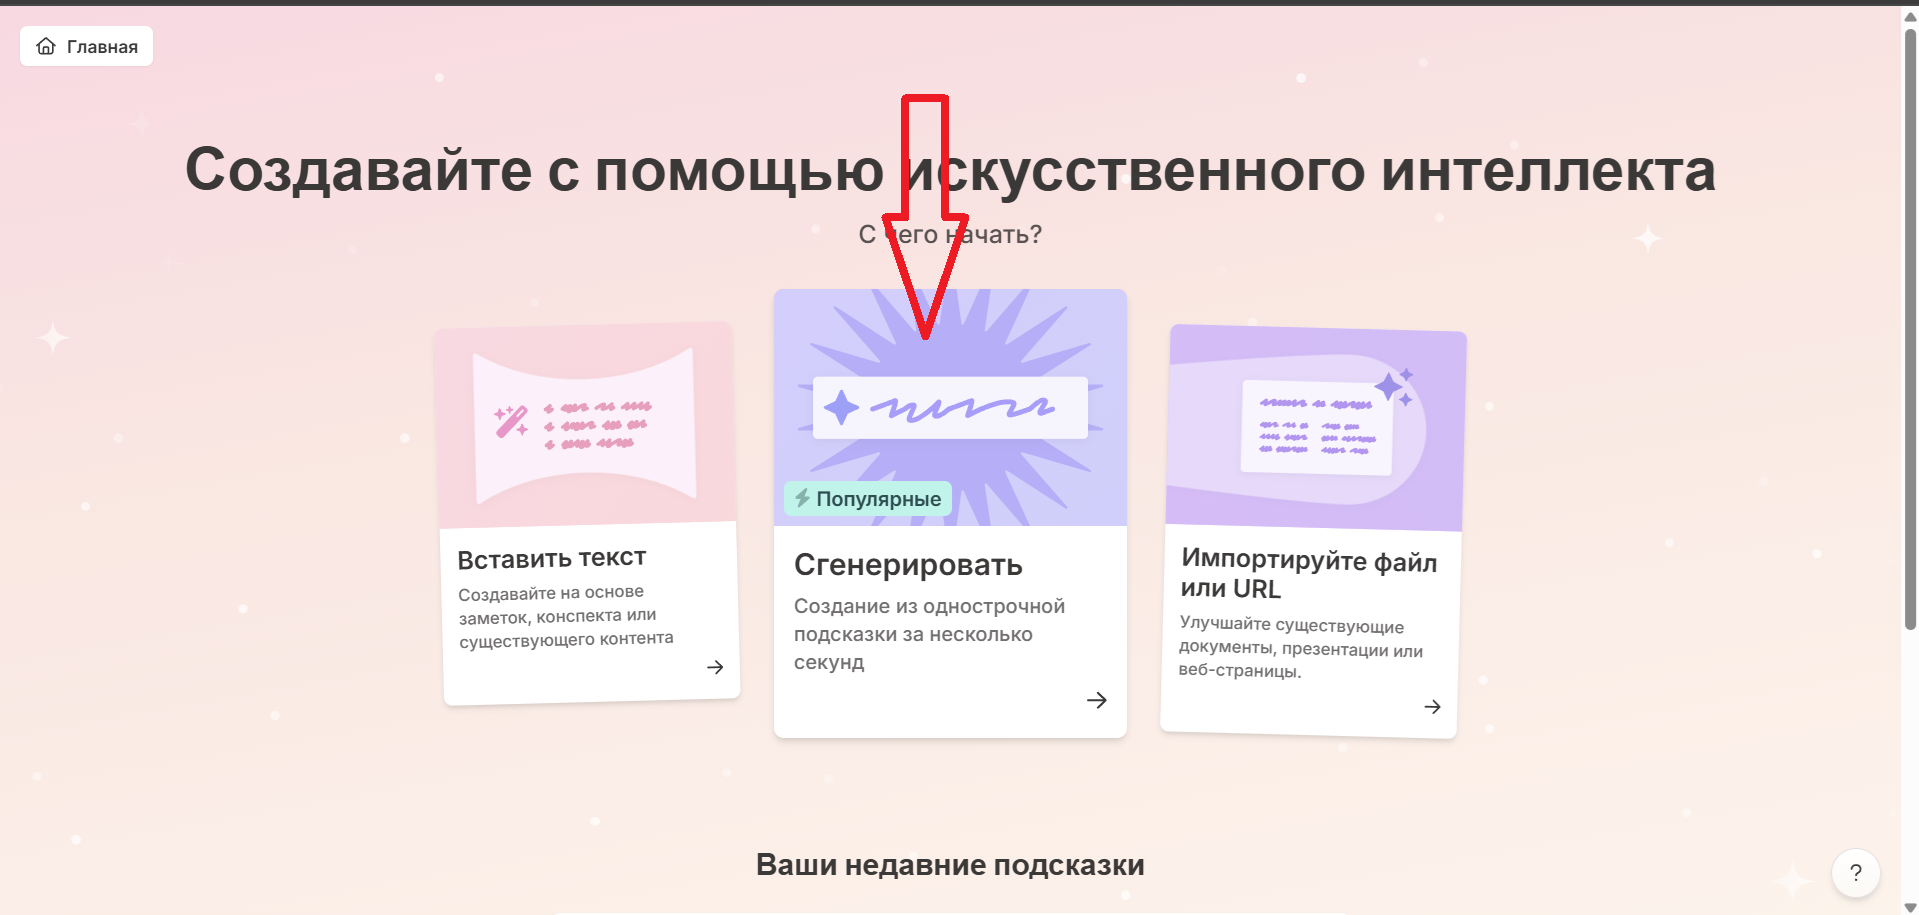 Главная
Создавайте с помощью искусственного интеллекта
С чего начать?
Популярные
Вставить текст
Создавайте на основе
заметок, конспекта или
существующего контента
Сгенерировать
Создание из однострочной
подсказки за несколько
секунд
Импортируйте файл
или URL
Улучшайте существующие
документы, презентации или
веб-страницы.
Ваши недавние подсказки
?